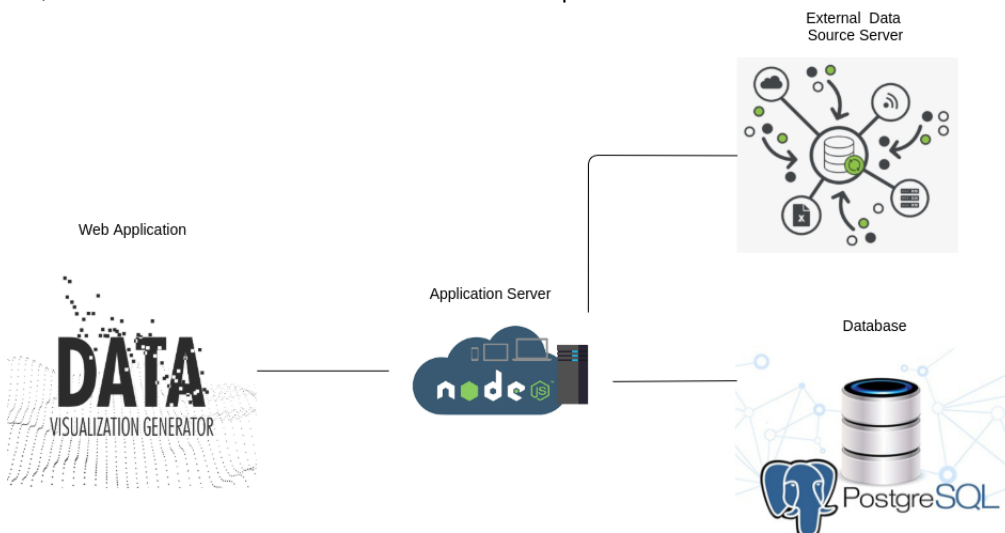 External Data
Source Server
Web Application
Application Server
Database
DATA
VISUALIZATION GENERATOR
node
JS
X
PostgreSQL